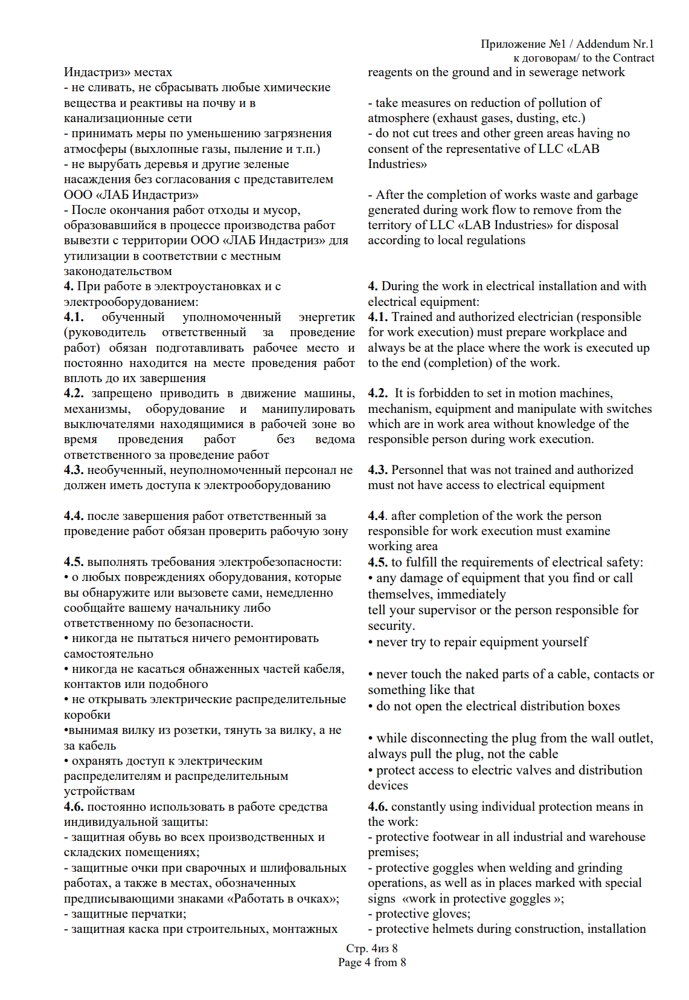 Приложение №1 / Addendum Nr.1
к договорам/ to the Contract
Индастриз» местах
- не сливать, не сбрасывать любые химические
вещества и реактивы на почву и в
канализационные сети
- принимать меры по уменьшению загрязнения
атмосферы (выхлопные газы, пыление и т.п.)
- не вырубать деревья и другие зеленые
насаждения без согласования с представителем
ООО «ЛАБ Индастриз»
- После окончания работ отходы и мусор,
образовавшийся в процессе производства работ
вывезти с территории ООО «ЛАБ Индастриз» для
утилизации в соответствии с местным
законодательством
4. При работе в электроустановках и с
электрооборудованием:
4.1. обученный уполномоченный энергетик
(руководитель ответственный за проведение
работ) обязан подготавливать рабочее место и
постоянно находится на месте проведения работ
вплоть до их завершения
4.2. запрещено приводить в движение машины,
механизмы, оборудование и манипулировать
выключателями находящимися в рабочей зоне во
время проведения работ без ведома
ответственного за проведение работ
4.3. необученный, неуполномоченный персонал не
должен иметь доступа к электрооборудованию
4.4. после завершения работ ответственный за
проведение работ обязан проверить рабочую зону
4.5. выполнять требования электробезопасности:
• о любых повреждениях оборудования, которые
вы обнаружите или вызовете сами, немедленно
сообщайте вашему начальнику либо
ответственному по безопасности.
• никогда не пытаться ничего ремонтировать
самостоятельно
• никогда не касаться обнаженных частей кабеля,
контактов или подобного
• не открывать электрические распределительные
коробки
•вынимая вилку из розетки, тянуть за вилку, а не
за кабель
• охранять доступ к электрическим
распределителям и распределительным
устройствам
4.6. постоянно использовать в работе средства
индивидуальной защиты:
- защитная обувь во всех производственных и
складских помещениях;
- защитные очки при сварочных и шлифовальных
работах, а также в местах, обозначенных
предписывающими знаками «Работать в очках»;
- защитные перчатки;
- защитная каска при строительных, монтажных
reagents on the ground and in sewerage network
- take measures on reduction of pollution of
atmosphere (exhaust gases, dusting, etc.)
- do not cut trees and other green areas having no
consent of the representative of LLC «LAB
Industries»
- After the completion of works waste and garbage
generated during work flow to remove from the
territory of LLC «LAB Industries» for disposal
according to local regulations
4. During the work in electrical installation and with
electrical equipment:
4.1. Trained and authorized electrician (responsible
for work execution) must prepare workplace and
always be at the place where the work is executed up
to the end (completion) of the work.
4.2. It is forbidden to set in motion machines,
mechanism, equipment and manipulate with switches
which are in work area without knowledge of the
responsible person during work execution.
4.3. Personnel that was not trained and authorized
must not have access to electrical equipment
4.4. after completion of the work the person
responsible for work execution must examine
working area
4.5. to fulfill the requirements of electrical safety:
• any damage of equipment that you find or call
themselves, immediately
tell your supervisor or the person responsible for
security.
• never try to repair equipment yourself
• never touch the naked parts of a cable, contacts or
something like that
• do not open the electrical distribution boxes
• while disconnecting the plug from the wall outlet,
always pull the plug, not the cable
• protect access to electric valves and distribution
devices
4.6. constantly using individual protection means in
the work:
- protective footwear in all industrial and warehouse
premises;
- protective goggles when welding and grinding
operations, as well as in places marked with special
signs «work in protective goggles »;
- protective gloves;
- protective helmets during construction, installation
Стр. 4из 8
Page 4 from 8